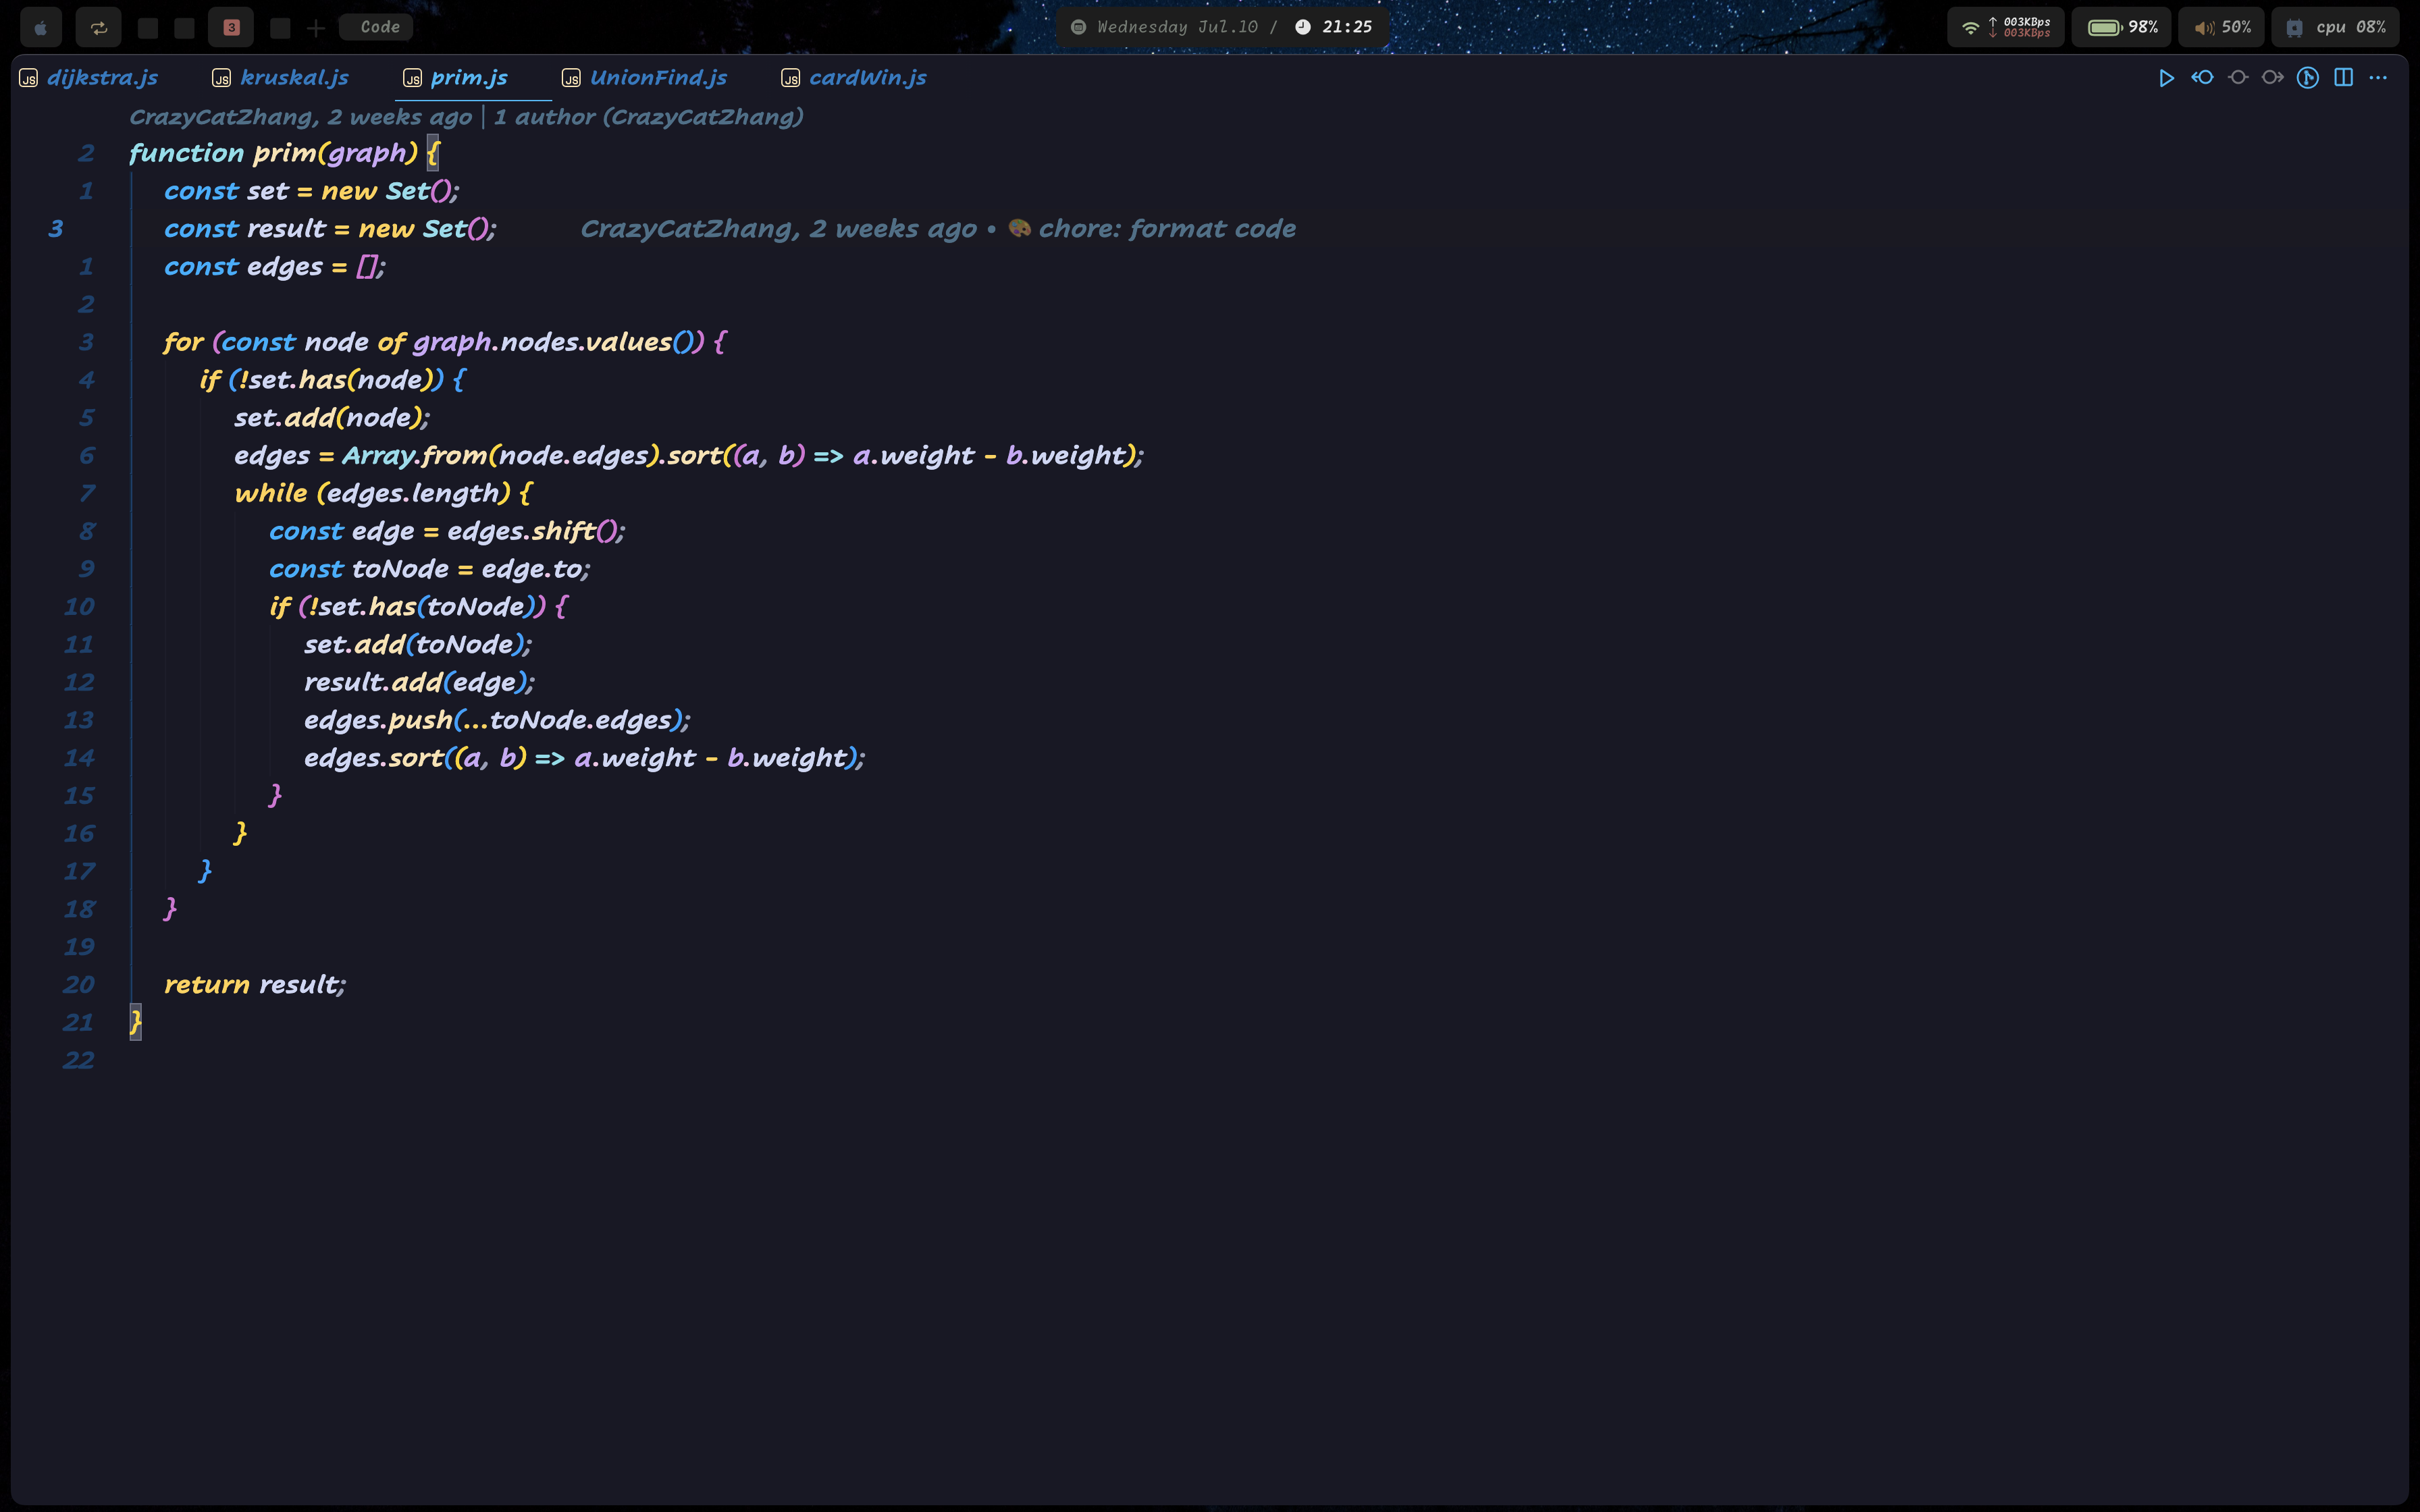 3 Code Wednesday Jul.10 / 21:25 003KBps 003KBps 98% 50% cpu 08%
JS dijkstra.js JS kruskal.js JS prim.js JS UnionFind.js JS cardWin.js
CrazyCatZhang, 2 weeks ago | 1 author (CrazyCatZhang)
2 function prim(graph) {
1 const set = new Set();
3 const result = new Set(); CrazyCatZhang, 2 weeks ago • 🎨 chore: format code
1 const edges = [];
2
3 for (const node of graph.nodes.values()) {
4 if (!set.has(node)) {
5 set.add(node);
6 edges = Array.from(node.edges).sort((a, b) => a.weight - b.weight);
7 while (edges.length) {
8 const edge = edges.shift();
9 const toNode = edge.to;
10 if (!set.has(toNode)) {
11 set.add(toNode);
12 result.add(edge);
13 edges.push(...toNode.edges);
14 edges.sort((a, b) => a.weight - b.weight);
15 }
16 }
17 }
18 }
19
20 return result;
21 }
22